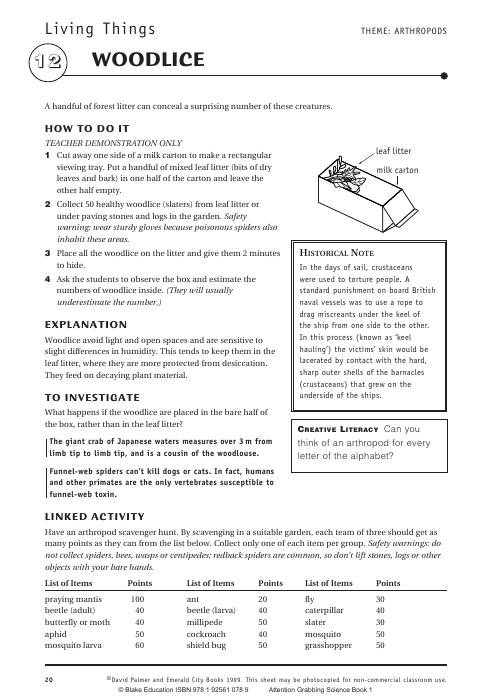 Living Things
THEME: ARTHROPODS
12
WOODLICE
A handful of forest litter can conceal a surprising number of these creatures.
HOW TO DO IT
TEACHER DEMONSTRATION ONLY
1 Cut away one side of a milk carton to make a rectangular
viewing tray. Put a handful of mixed leaf litter (bits of dry
leaves and bark) in one half of the carton and leave the
other half empty.
2 Collect 50 healthy woodlice (slaters) from leaf litter or
under paving stones and logs in the garden. Safety
warning: wear sturdy gloves because poisonous spiders also
inhabit these areas.
3 Place all the woodlice on the litter and give them 2 minutes
to hide.
4 Ask the students to observe the box and estimate the
numbers of woodlice inside. (They will usually
underestimate the number.)
EXPLANATION
Woodlice avoid light and open spaces and are sensitive to
slight differences in humidity. This tends to keep them in the
leaf litter, where they are more protected from desiccation.
They feed on decaying plant material.
TO INVESTIGATE
What happens if the woodlice are placed in the bare half of
the box, rather than in the leaf litter?
The giant crab of Japanese waters measures over 3 m from
limb tip to limb tip, and is a cousin of the woodlouse.
Funnel-web spiders can't kill dogs or cats. In fact, humans
and other primates are the only vertebrates susceptible to
funnel-web toxin.
leaf litter
milk carton
HISTORICAL NOTE
In the days of sail, crustaceans
were used to torture people. A
standard punishment on board British
naval vessels was to use a rope to
drag miscreants under the keel of
the ship from one side to the other.
In this process (known as 'keel
hauling') the victims' skin would be
lacerated by contact with the hard,
sharp outer shells of the barnacles
(crustaceans) that grew on the
underside of the ships.
CREATIVE LITERACY Can you
think of an arthropod for every
letter of the alphabet?
LINKED ACTIVITY
Have an arthropod scavenger hunt. By scavenging in a suitable garden, each team of three should get as
many points as they can from the list below. Collect only one of each item per group. Safety warnings: do
not collect spiders, bees, wasps or centipedes; redback spiders are common, so don't lift stones, logs or other
objects with your bare hands.
List of Items Points List of Items Points List of Items Points
praying mantis 100 ant 20 fly 30
beetle (adult) 40 beetle (larva) 40 caterpillar 40
butterfly or moth 40 millipede 50 slater 30
aphid 50 cockroach 40 mosquito 50
mosquito larva 60 shield bug 50 grasshopper 50
20
©David Palmer and Emerald City Books 1999. This sheet may be photocopied for non-commercial classroom use.
© Blake Education ISBN 978 1 92561 078 9 Attention Grabbing Science Book 1